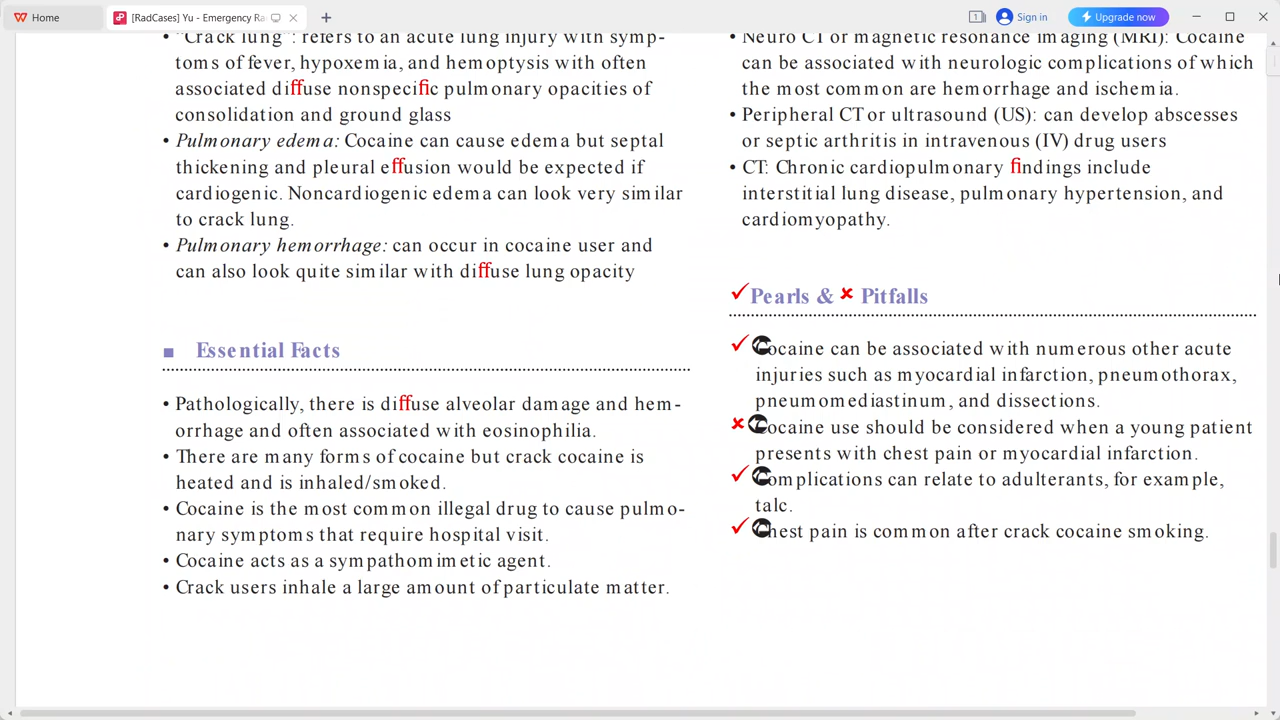 Home
[RadCases] Yu - Emergency Ra
Sign in
Upgrade now
• "Crack lung": refers to an acute lung injury with symp-
toms of fever, hypoxemia, and hemoptysis with often
associated diffuse nonspecific pulmonary opacities of
consolidation and ground glass
• Pulmonary edema: Cocaine can cause edema but septal
thickening and pleural effusion would be expected if
cardiogenic. Noncardiogenic edema can look very similar
to crack lung.
• Pulmonary hemorrhage: can occur in cocaine user and
can also look quite similar with diffuse lung opacity
■ Essential Facts
• Pathologically, there is diffuse alveolar damage and hem-
orrhage and often associated with eosinophilia.
• There are many forms of cocaine but crack cocaine is
heated and is inhaled/smoked.
• Cocaine is the most common illegal drug to cause pulmo-
nary symptoms that require hospital visit.
• Cocaine acts as a sympathomimetic agent.
• Crack users inhale a large amount of particulate matter.
• Neuro CT or magnetic resonance imaging (MRI): Cocaine
can be associated with neurologic complications of which
the most common are hemorrhage and ischemia.
• Peripheral CT or ultrasound (US): can develop abscesses
or septic arthritis in intravenous (IV) drug users
• CT: Chronic cardiopulmonary findings include
interstitial lung disease, pulmonary hypertension, and
cardiomyopathy.
✓ Pearls & ✘ Pitfalls
✓ Cocaine can be associated with numerous other acute
injuries such as myocardial infarction, pneumothorax,
pneumomediastinum, and dissections.
✘ Cocaine use should be considered when a young patient
presents with chest pain or myocardial infarction.
✓ Complications can relate to adulterants, for example,
talc.
✓ Chest pain is common after crack cocaine smoking.